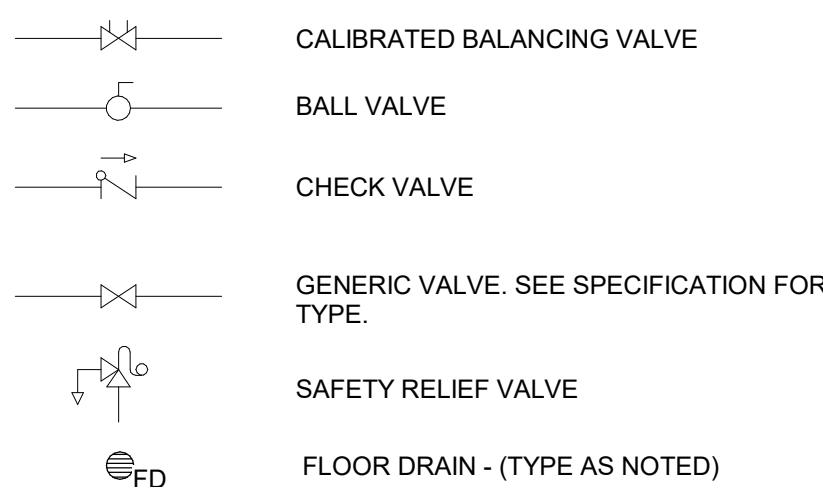 CALIBRATED BALANCING VALVE
BALL VALVE
CHECK VALVE
GENERIC VALVE. SEE SPECIFICATION FOR
TYPE.
SAFETY RELIEF VALVE
FD FLOOR DRAIN - (TYPE AS NOTED)